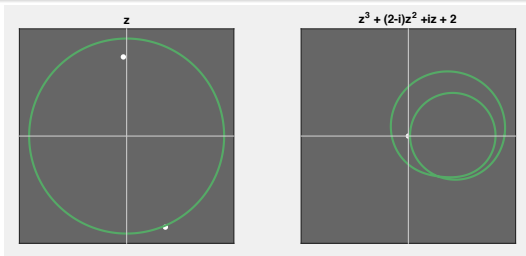 z
z³ + (2-i)z² +iz + 2